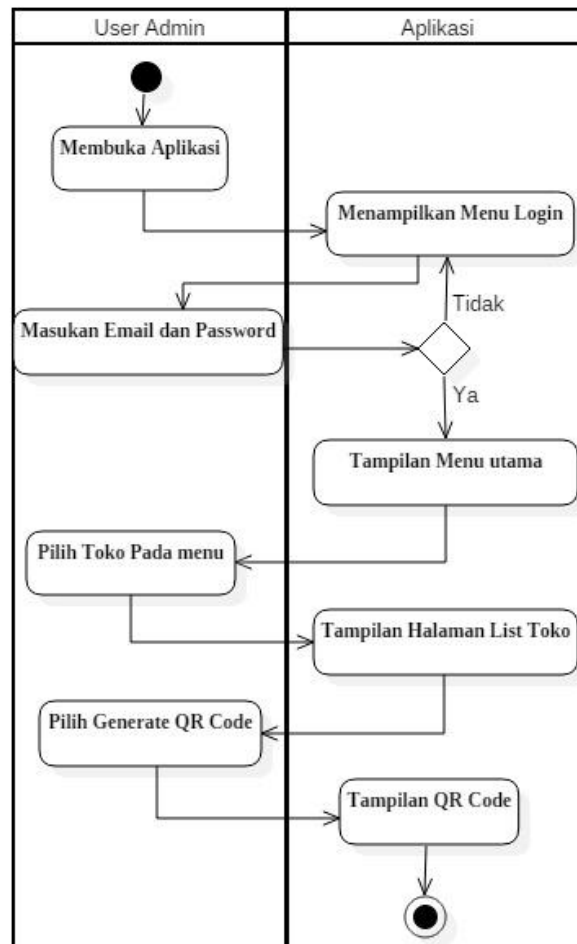 User Admin
Aplikasi
Membuka Aplikasi
Menampilkan Menu Login
Tidak
Masukan Email dan Password
Ya
Tampilan Menu utama
Pilih Toko Pada menu
Tampilan Halaman List Toko
Pilih Generate QR Code
Tampilan QR Code